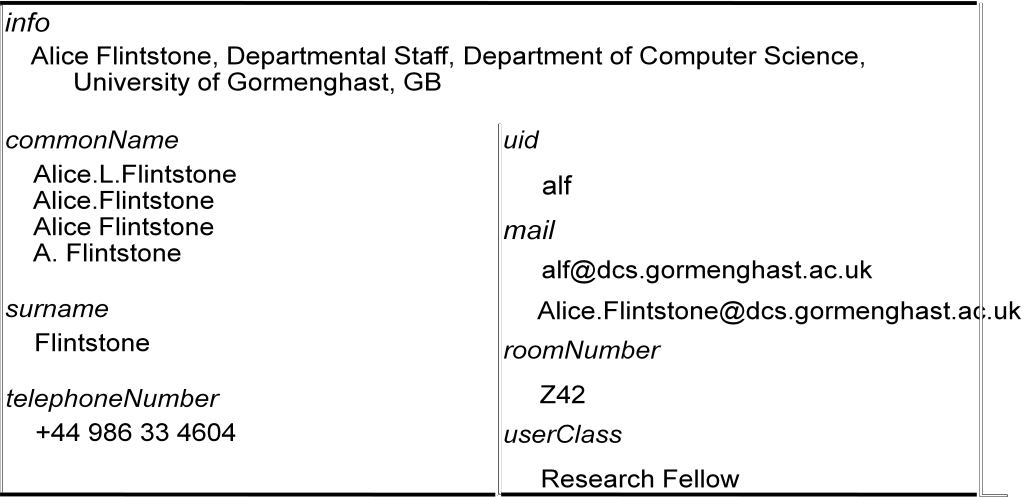 info
Alice Flintstone, Departmental Staff, Department of Computer Science,
University of Gormenghast, GB
commonName
Alice.L.Flintstone
Alice.Flintstone
Alice Flintstone
A. Flintstone
surname
Flintstone
telephoneNumber
+44 986 33 4604
uid
alf
mail
alf@dcs.gormenghast.ac.uk
Alice.Flintstone@dcs.gormenghast.ac.uk
roomNumber
Z42
userClass
Research Fellow